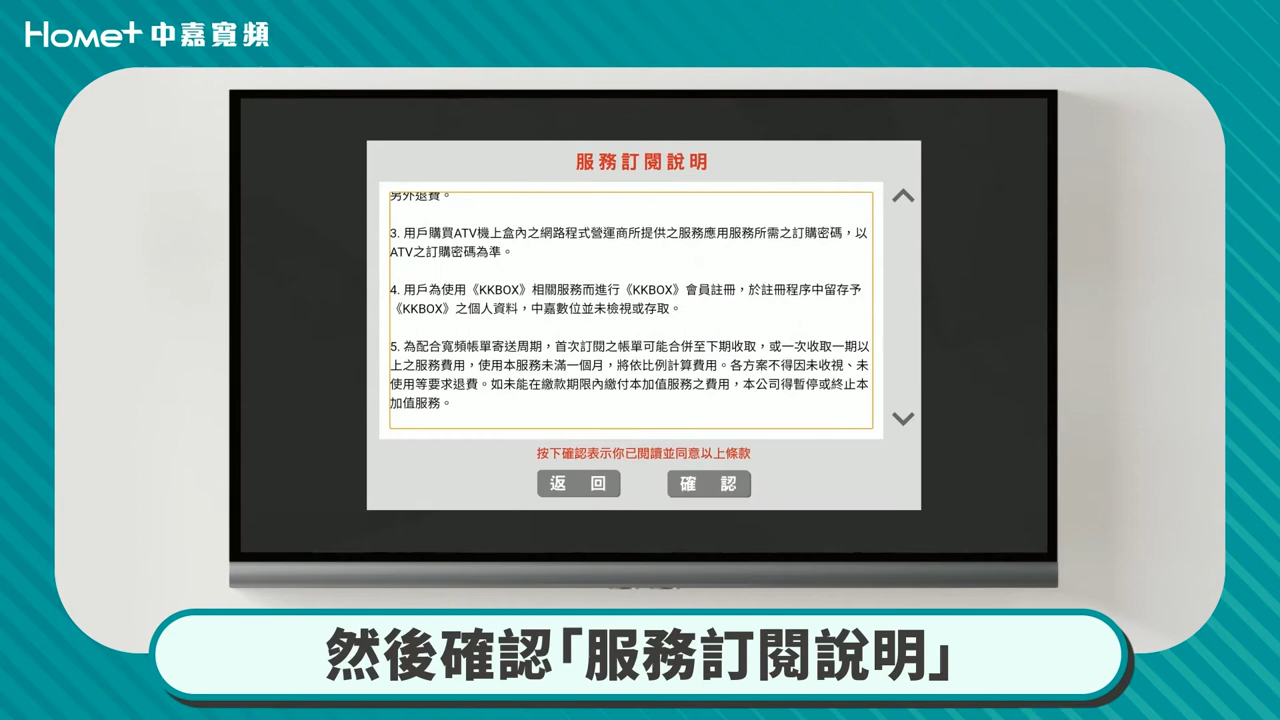 Home+ 中嘉寬頻
服務訂閱說明
另外退費。
3. 用戶購買ATV機上盒內之網路程式營運商所提供之服務應用服務所需之訂購密碼，以
ATV之訂購密碼為準。
4. 用戶為使用《KKBOX》相關服務而進行《KKBOX》會員註冊，於註冊程序中留存予
《KKBOX》之個人資料，中嘉數位並未檢視或存取。
5. 為配合寬頻帳單寄送周期，首次訂閱之帳單可能合併至下期收取，或一次收取一期以
上之服務費用，使用本服務未滿一個月，將依比例計算費用。各方案不得因未收視、未
使用等要求退費。如未能在繳款期限內繳付本加值服務之費用，本公司得暫停或終止本
加值服務。
按下確認表示你已閱讀並同意以上條款
返 回
確 認
然後確認「服務訂閱說明」